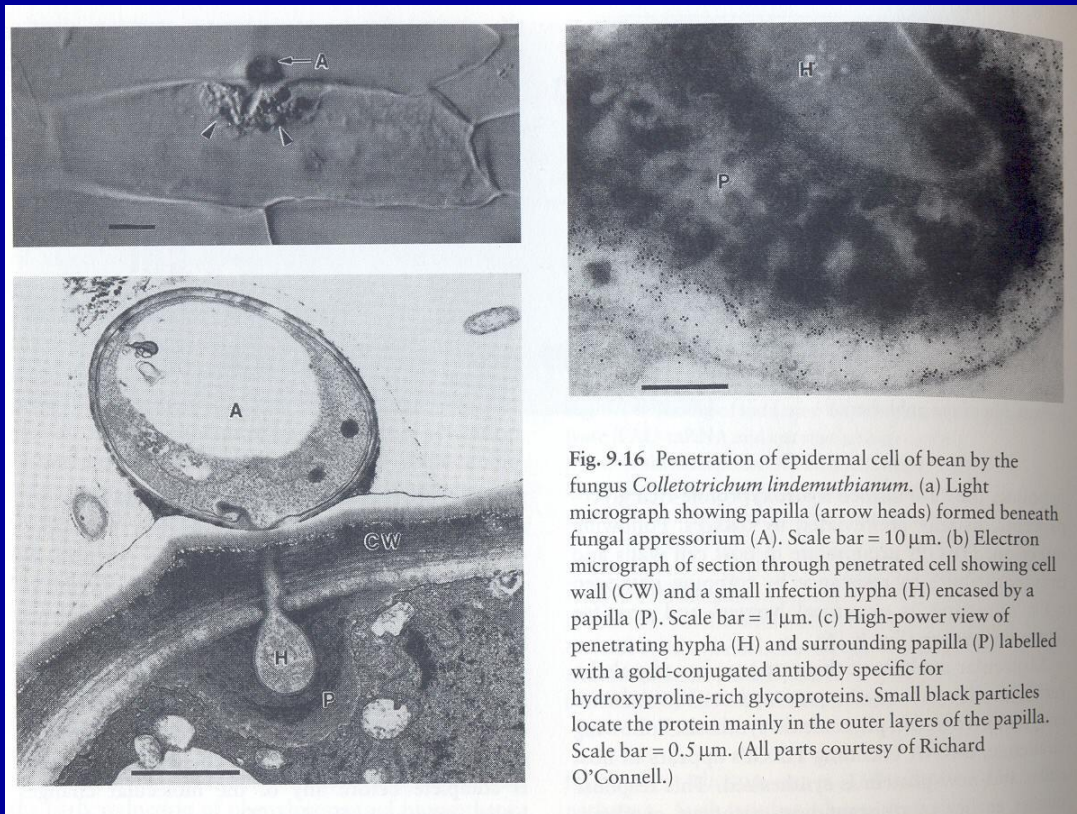 A
H
P
A
CW
H
P
Fig. 9.16 Penetration of epidermal cell of bean by the
fungus Colletotrichum lindemuthianum. (a) Light
micrograph showing papilla (arrow heads) formed beneath
fungal appressorium (A). Scale bar = 10 μm. (b) Electron
micrograph of section through penetrated cell showing cell
wall (CW) and a small infection hypha (H) encased by a
papilla (P). Scale bar = 1 μm. (c) High-power view of
penetrating hypha (H) and surrounding papilla (P) labelled
with a gold-conjugated antibody specific for
hydroxyproline-rich glycoproteins. Small black particles
locate the protein mainly in the outer layers of the papilla.
Scale bar = 0.5 μm. (All parts courtesy of Richard
O'Connell.)